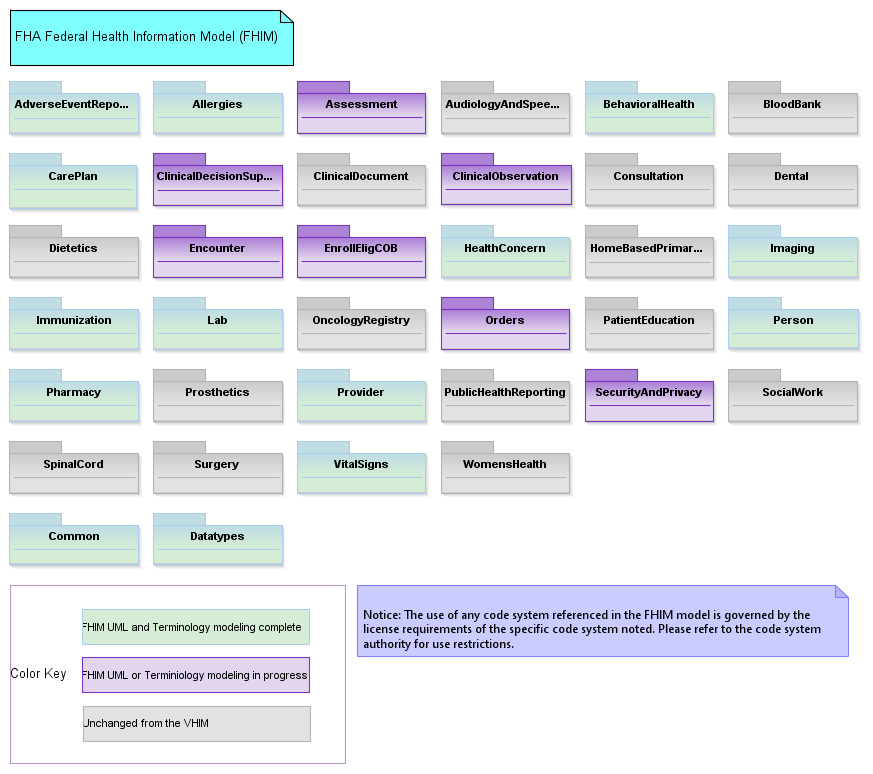 FHA Federal Health Information Model (FHIM)
AdverseEventRepo...
Allergies
Assessment
AudiologyAndSpee...
BehavioralHealth
BloodBank
CarePlan
ClinicalDecisionSup...
ClinicalDocument
ClinicalObservation
Consultation
Dental
Dietetics
Encounter
EnrollEligCOB
HealthConcern
HomeBasedPrimar...
Imaging
Immunization
Lab
OncologyRegistry
Orders
PatientEducation
Person
Pharmacy
Prosthetics
Provider
PublicHealthReporting
SecurityAndPrivacy
SocialWork
SpinalCord
Surgery
VitalSigns
WomensHealth
Common
Datatypes
Color Key
FHIM UML and Terminology modeling complete
FHIM UML or Terminiology modeling in progress
Unchanged from the VHIM
Notice: The use of any code system referenced in the FHIM model is governed by the
license requirements of the specific code system noted. Please refer to the code system
authority for use restrictions.